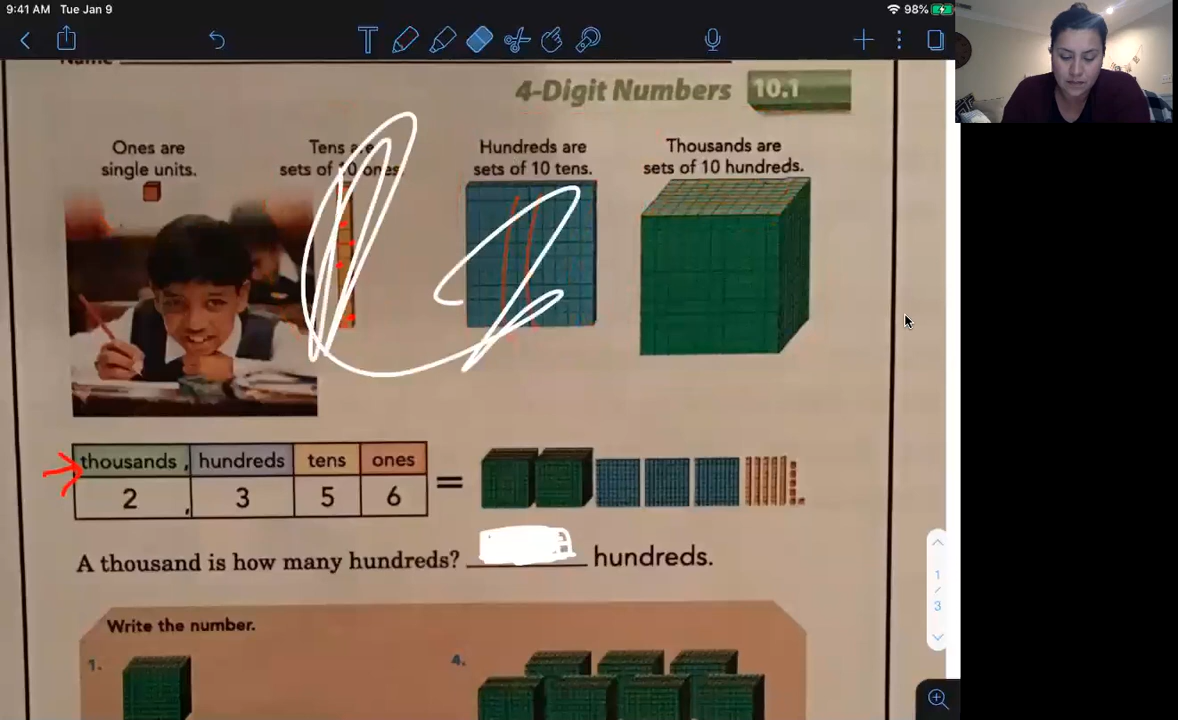 9:41 AM Tue Jan 9
98%
4-Digit Numbers 10.1
Ones are
single units.
Tens are
sets of 10 ones.
Hundreds are
sets of 10 tens.
Thousands are
sets of 10 hundreds.
thousands, hundreds tens ones
2, 3 5 6 =
A thousand is how many hundreds? ________ hundreds.
Write the number.
1.
4.
1
/
3